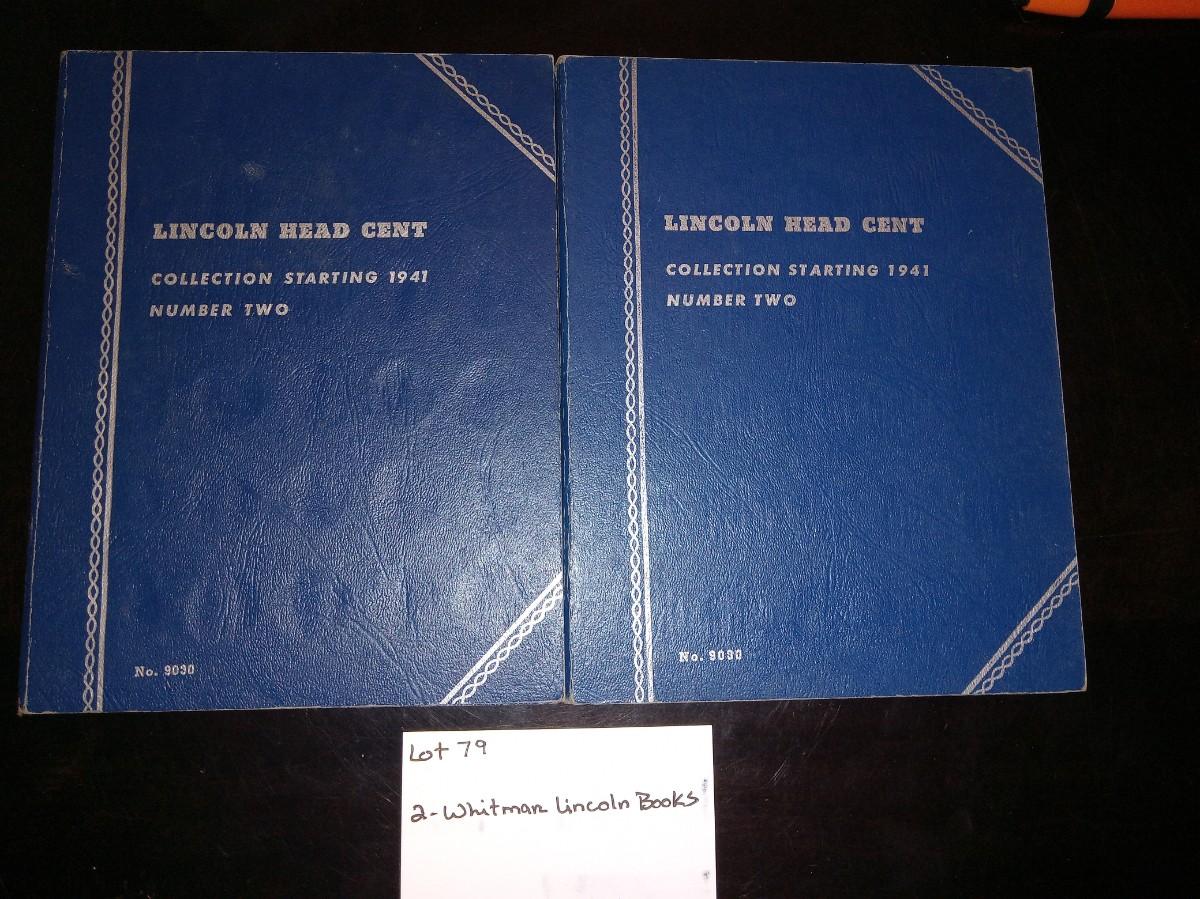 LINCOLN HEAD CENT
COLLECTION STARTING 1941
NUMBER TWO
No. 9030
LINCOLN HEAD CENT
COLLECTION STARTING 1941
NUMBER TWO
No. 9030
Lot 79
2-Whitman Lincoln Books